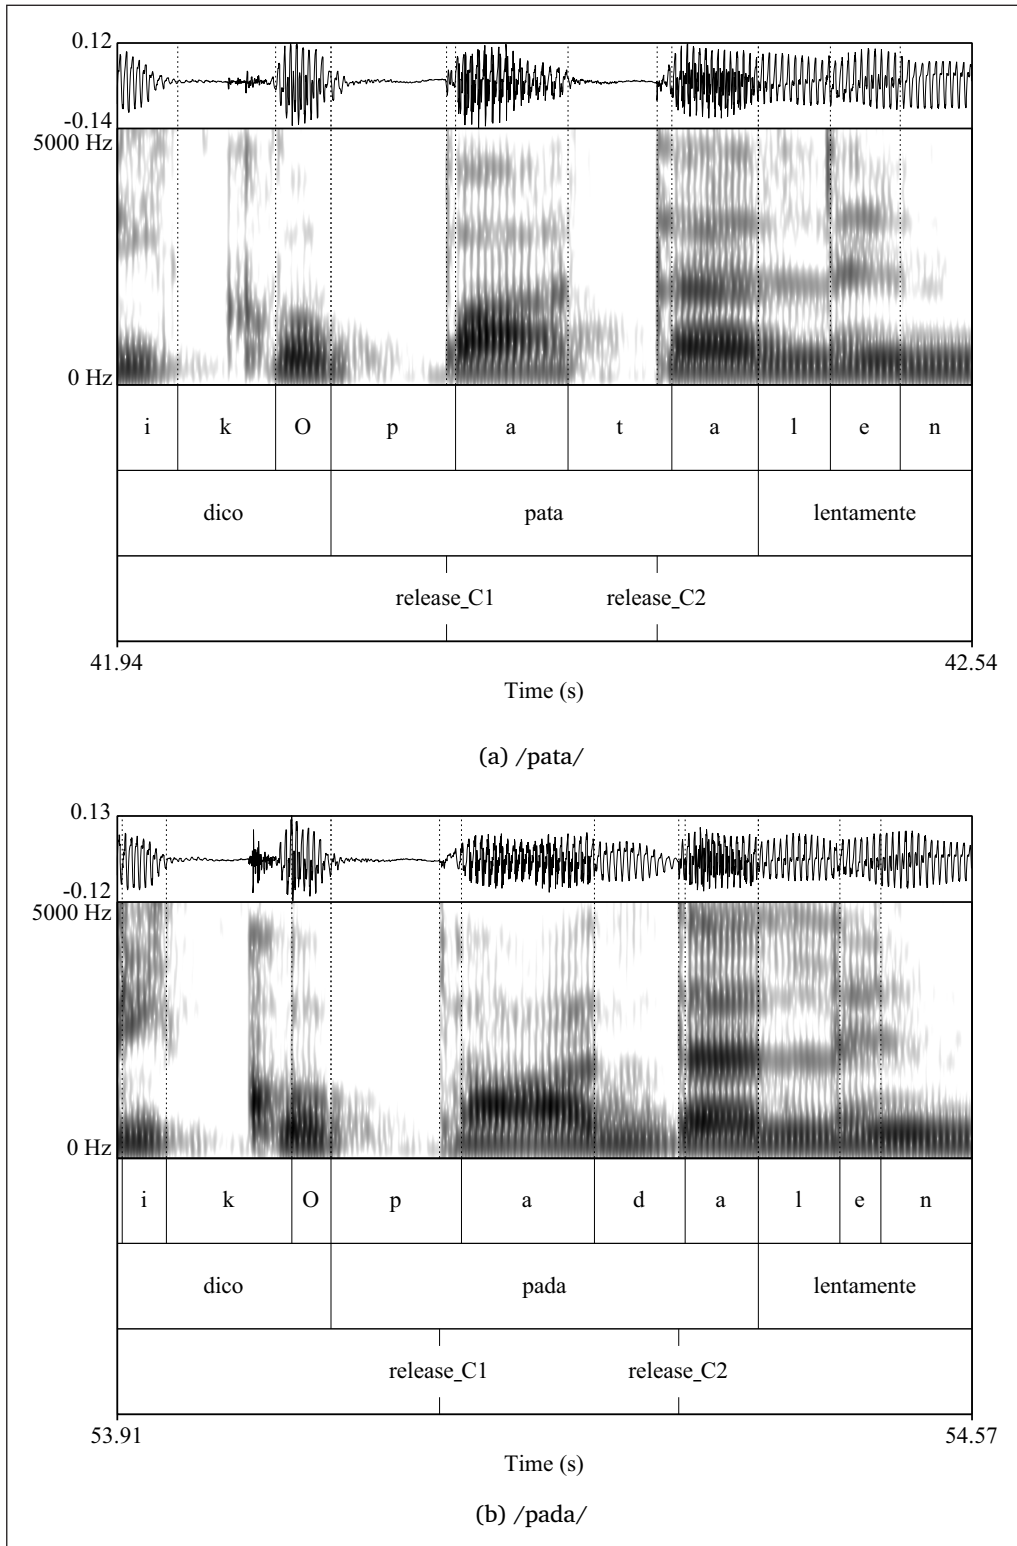 0.12
-0.14
5000 Hz
0 Hz
i k O p a t a l e n
dico pata lentamente
release_C1 release_C2
41.94 42.54
Time (s)
(a) /pata/
0.13
-0.12
5000 Hz
0 Hz
i k O p a d a l e n
dico pada lentamente
release_C1 release_C2
53.91 54.57
Time (s)
(b) /pada/